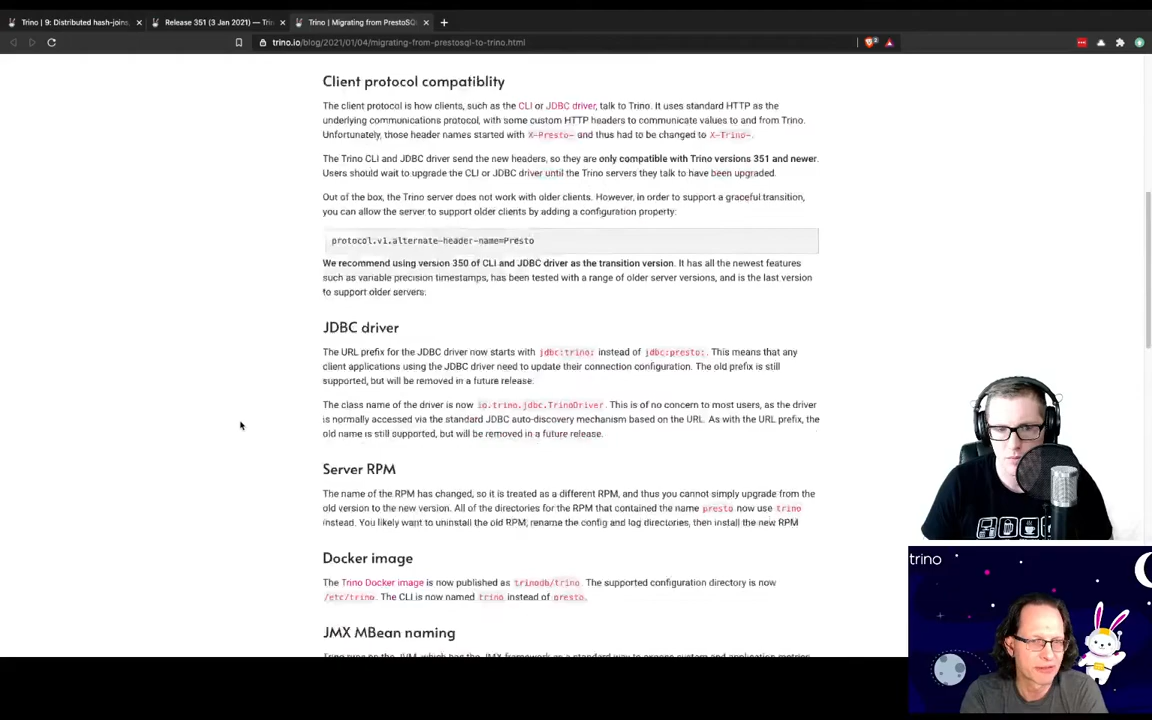 Trino | 9: Distributed hash-joins,
Release 351 (3 Jan 2021) — Tri
Trino | Migrating from PrestoSQ
trino.io/blog/2021/01/04/migrating-from-prestosql-to-trino.html
Client protocol compatiblity
The client protocol is how clients, such as the CLI or JDBC driver, talk to Trino. It uses standard HTTP as the
underlying communications protocol, with some custom HTTP headers to communicate values to and from Trino.
Unfortunately, those header names started with X-Presto- and thus had to be changed to X-Trino-.
The Trino CLI and JDBC driver send the new headers, so they are only compatible with Trino versions 351 and newer.
Users should wait to upgrade the CLI or JDBC driver until the Trino servers they talk to have been upgraded.
Out of the box, the Trino server does not work with older clients. However, in order to support a graceful transition,
you can allow the server to support older clients by adding a configuration property:
protocol.v1.alternate-header-name=Presto
We recommend using version 350 of CLI and JDBC driver as the transition version. It has all the newest features
such as variable precision timestamps, has been tested with a range of older server versions, and is the last version
to support older servers.
JDBC driver
The URL prefix for the JDBC driver now starts with jdbc:trino: instead of jdbc:presto:. This means that any
client applications using the JDBC driver need to update their connection configuration. The old prefix is still
supported, but will be removed in a future release.
The class name of the driver is now io.trino.jdbc.TrinoDriver. This is of no concern to most users, as the driver
is normally accessed via the standard JDBC auto-discovery mechanism based on the URL. As with the URL prefix, the
old name is still supported, but will be removed in a future release.
Server RPM
The name of the RPM has changed, so it is treated as a different RPM, and thus you cannot simply upgrade from the
old version to the new version. All of the directories for the RPM that contained the name presto now use trino
instead. You likely want to uninstall the old RPM; rename the config and log directories, then install the new RPM
Docker image
The Trino Docker image is now published as trinodb/trino. The supported configuration directory is now
/etc/trino. The CLI is now named trino instead of presto.
JMX MBean naming
trino